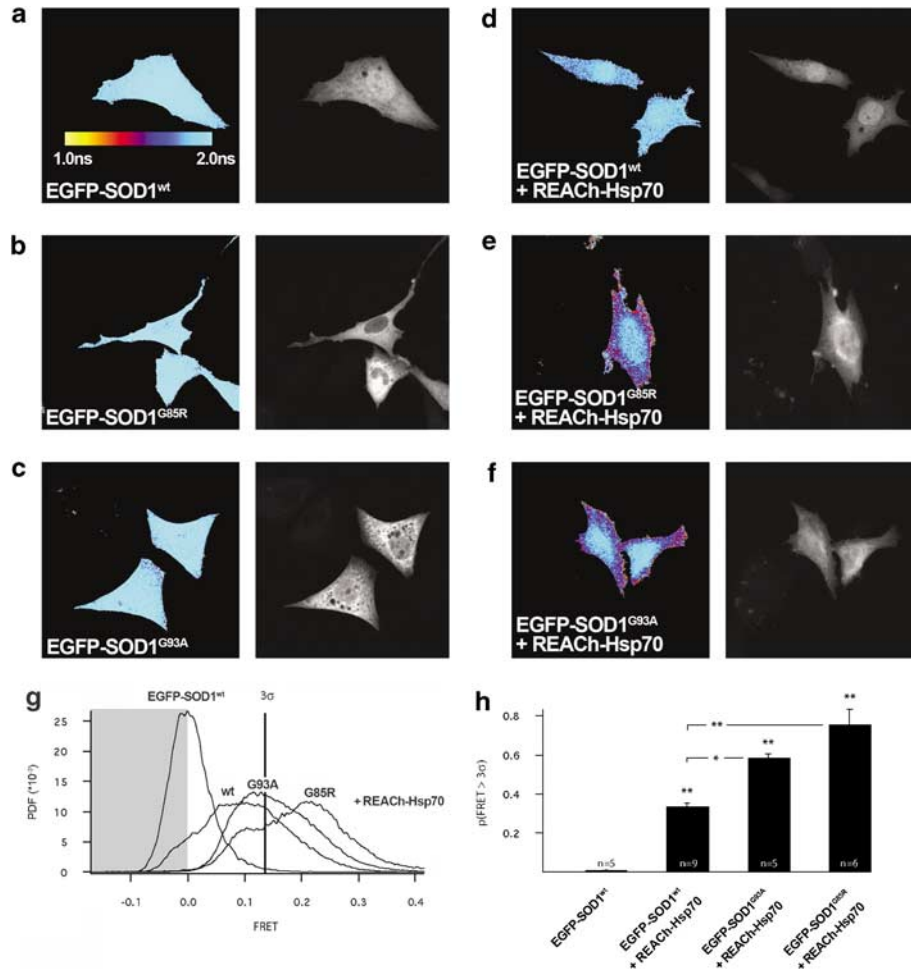 a
1.0ns 2.0ns
EGFP-SOD1wt
d
EGFP-SOD1wt
+ REACh-Hsp70
b
EGFP-SOD1G85R
e
EGFP-SOD1G85R
+ REACh-Hsp70
c
EGFP-SOD1G93A
f
EGFP-SOD1G93A
+ REACh-Hsp70
g
EGFP-SOD1wt 3σ
25
20
15
10
5
0
PDF (*10⁻³)
wt G93A G85R + REACh-Hsp70
-0.1 0.0 0.1 0.2 0.3 0.4
FRET
h
0.8
0.6
0.4
0.2
p(FRET > 3σ)
**
**
**
*
**
n=5 n=9 n=5 n=6
EGFP-SOD1wt
EGFP-SOD1wt
+ REACh-Hsp70
EGFP-SOD1G93A
+ REACh-Hsp70
EGFP-SOD1G85R
+ REACh-Hsp70